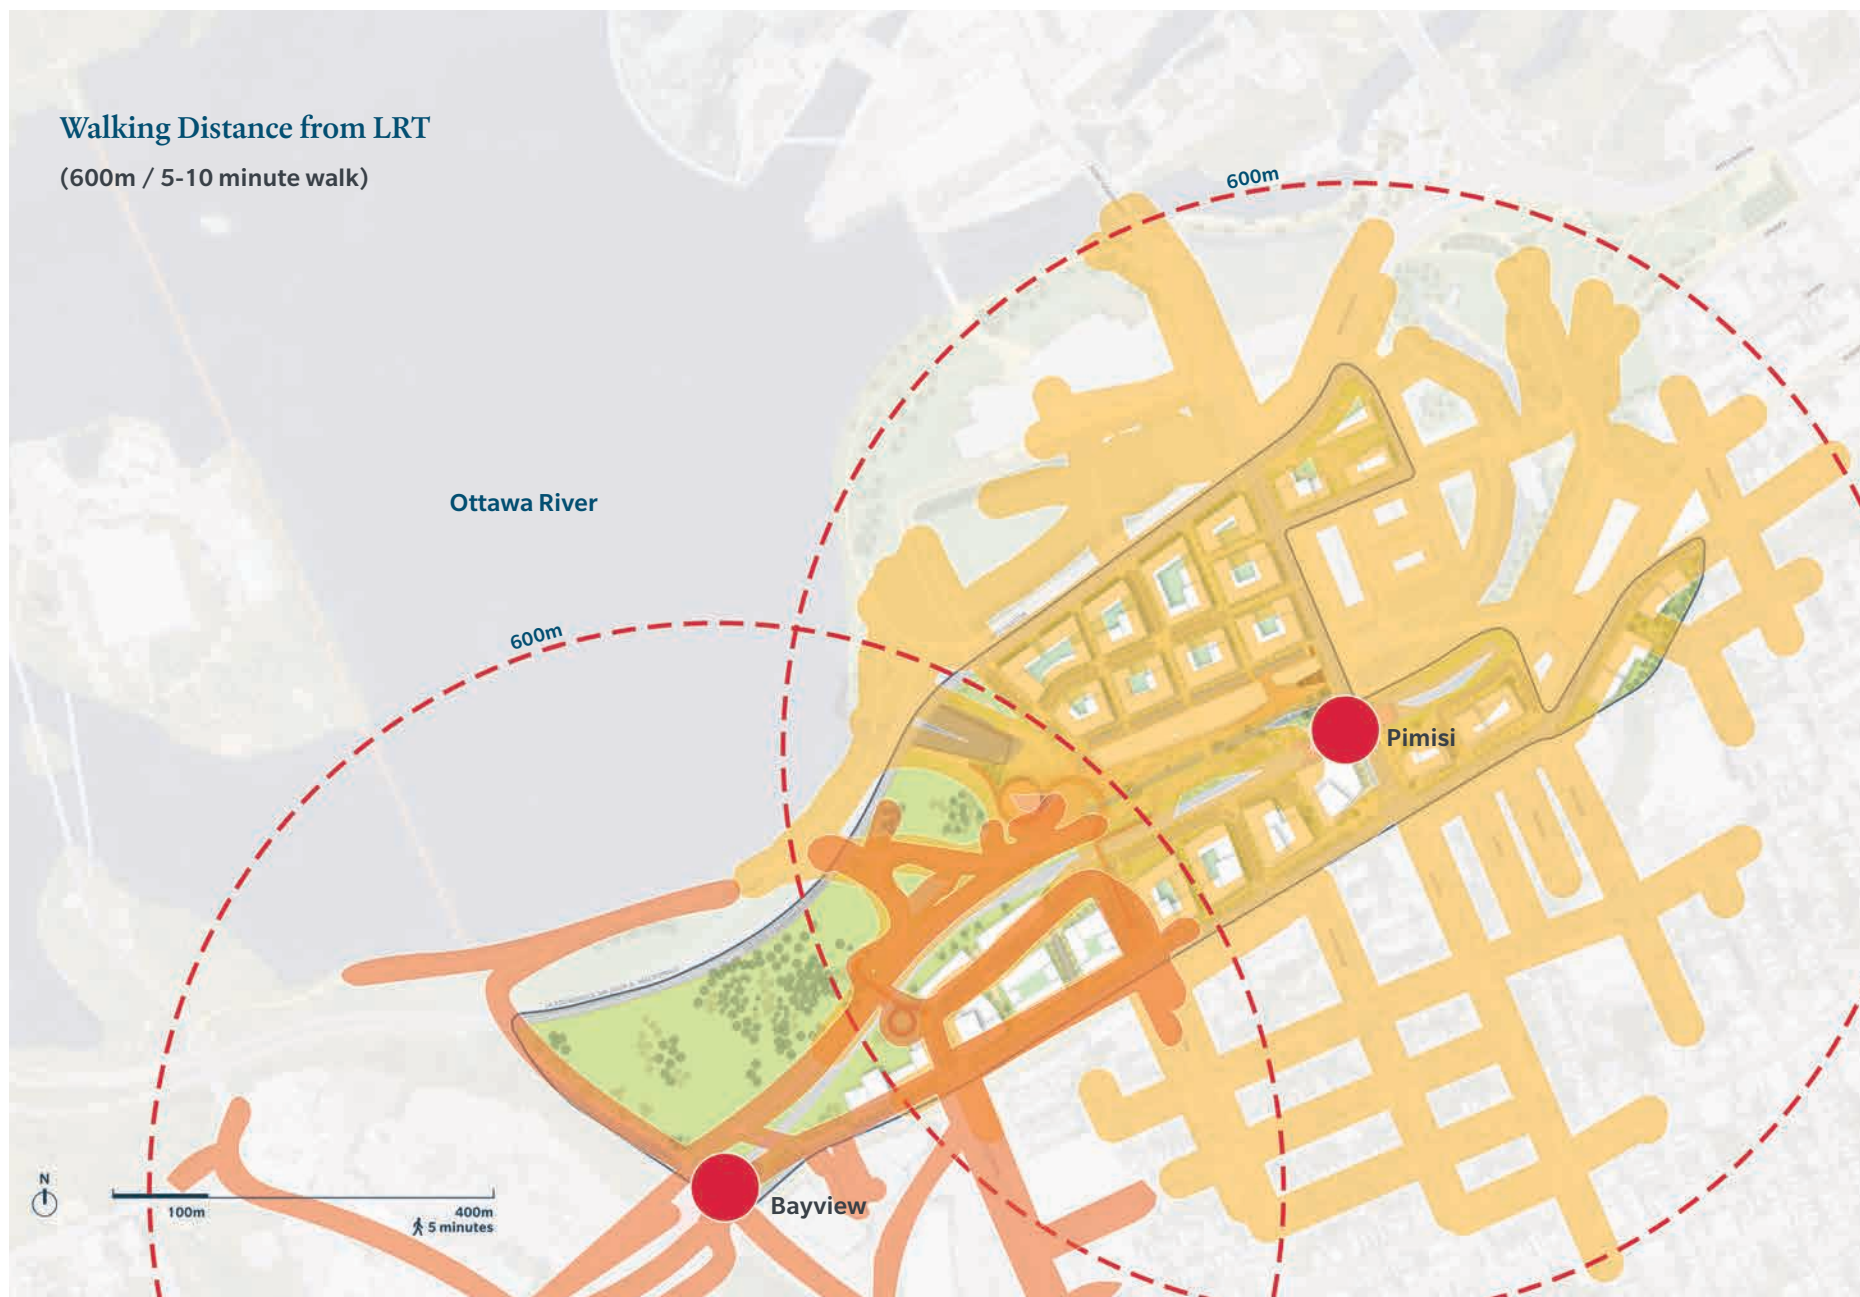 Walking Distance from LRT
(600m / 5-10 minute walk)
600m
Ottawa River
600m
Pimisi
Bayview
N
100m
400m
5 minutes